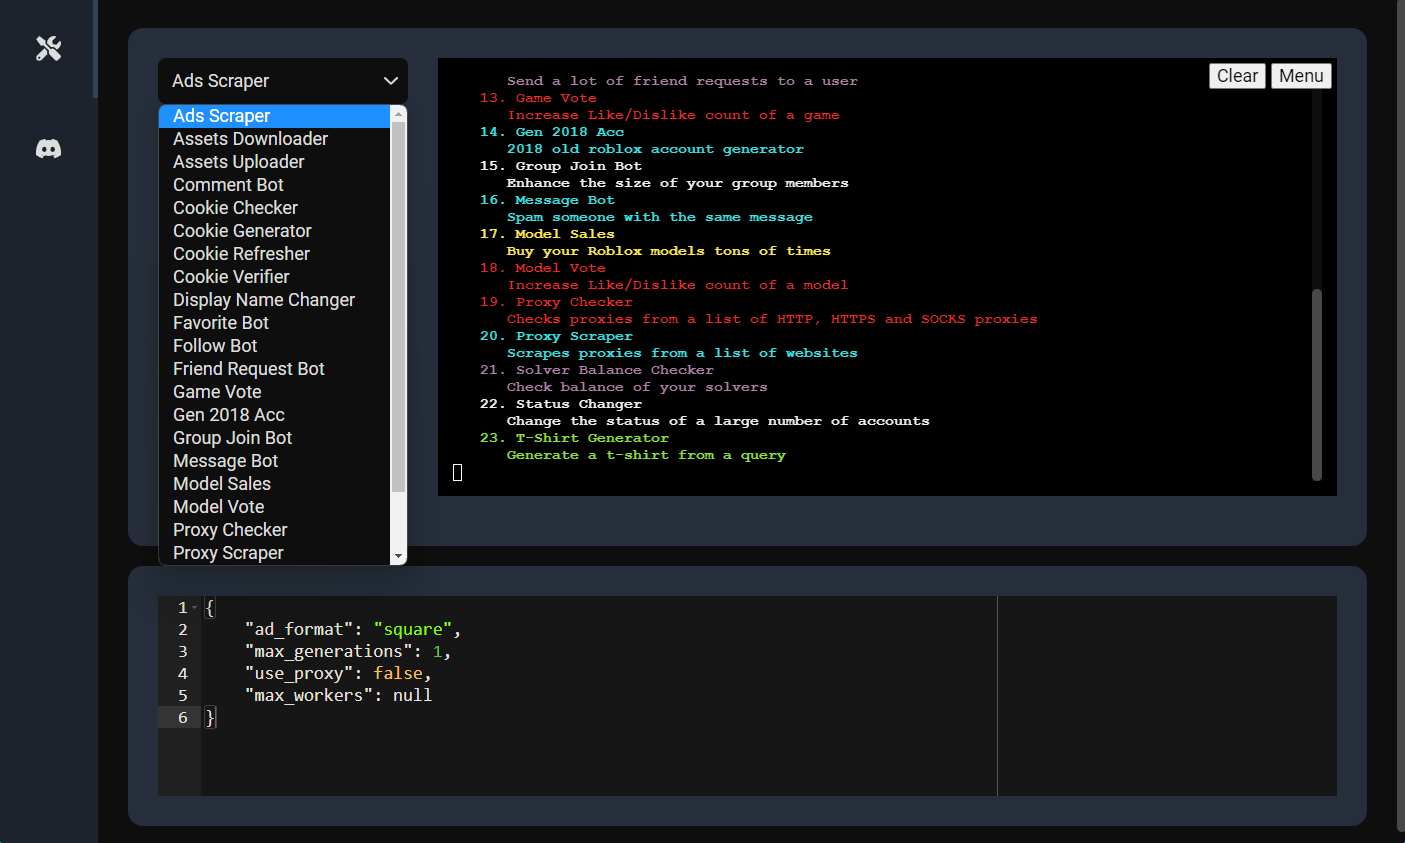 Ads Scraper
Ads Scraper
Assets Downloader
Assets Uploader
Comment Bot
Cookie Checker
Cookie Generator
Cookie Refresher
Cookie Verifier
Display Name Changer
Favorite Bot
Follow Bot
Friend Request Bot
Game Vote
Gen 2018 Acc
Group Join Bot
Message Bot
Model Sales
Model Vote
Proxy Checker
Proxy Scraper
Clear Menu
Send a lot of friend requests to a user
13. Game Vote
Increase Like/Dislike count of a game
14. Gen 2018 Acc
2018 old roblox account generator
15. Group Join Bot
Enhance the size of your group members
16. Message Bot
Spam someone with the same message
17. Model Sales
Buy your Roblox models tons of times
18. Model Vote
Increase Like/Dislike count of a model
19. Proxy Checker
Checks proxies from a list of HTTP, HTTPS and SOCKS proxies
20. Proxy Scraper
Scrapes proxies from a list of websites
21. Solver Balance Checker
Check balance of your solvers
22. Status Changer
Change the status of a large number of accounts
23. T-Shirt Generator
Generate a t-shirt from a query
1 {
2 "ad_format": "square",
3 "max_generations": 1,
4 "use_proxy": false,
5 "max_workers": null
6 }